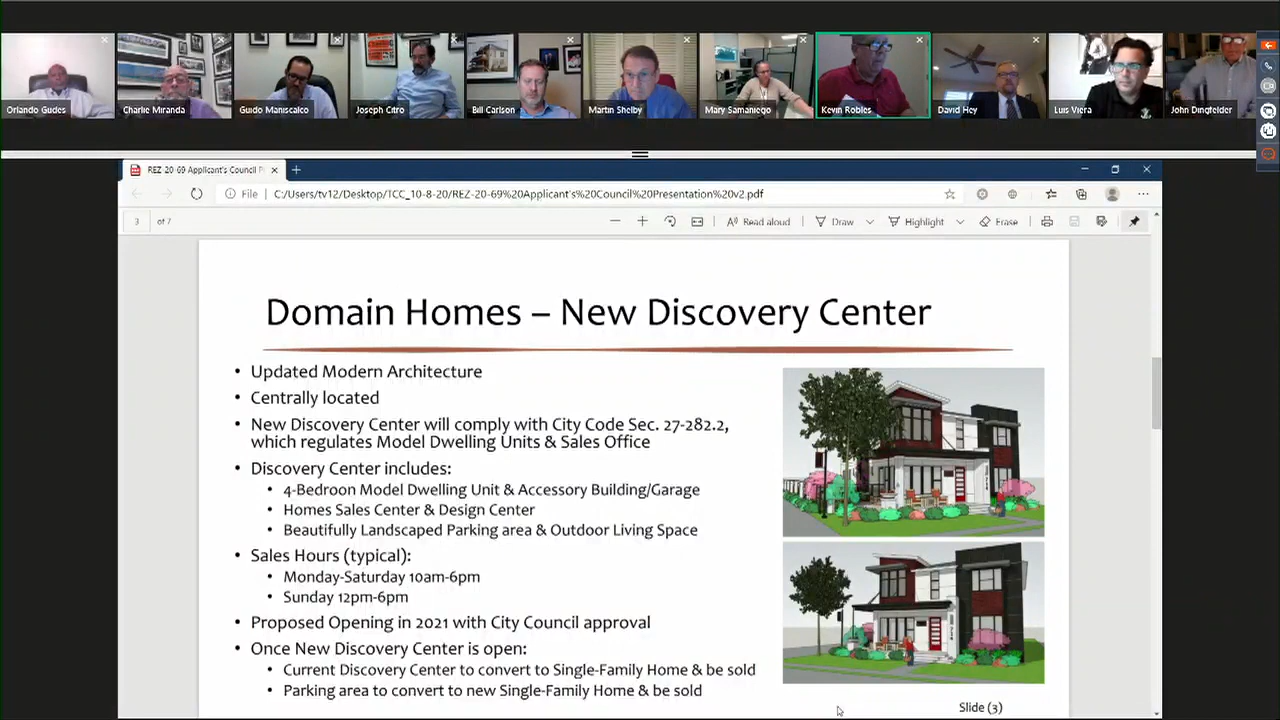 Orlando Gudes
Charlie Miranda
Guido Maniscalco
Joseph Citro
Bill Carlson
Martin Shelby
Mary Samaniego
Kevin Robles
David Hey
Luis Viera
John Dingfelder
REZ-20-69 Applicant's Council P
File C:/Users/tv12/Desktop/TCC_10-8-20/REZ-20-69%20Applicant's%20Council%20Presentation%20v2.pdf
3 of 7 Read aloud Draw Highlight Erase
Domain Homes – New Discovery Center
• Updated Modern Architecture
• Centrally located
• New Discovery Center will comply with City Code Sec. 27-282.2,
which regulates Model Dwelling Units & Sales Office
• Discovery Center includes:
• 4-Bedroon Model Dwelling Unit & Accessory Building/Garage
• Homes Sales Center & Design Center
• Beautifully Landscaped Parking area & Outdoor Living Space
• Sales Hours (typical):
• Monday-Saturday 10am-6pm
• Sunday 12pm-6pm
• Proposed Opening in 2021 with City Council approval
• Once New Discovery Center is open:
• Current Discovery Center to convert to Single-Family Home & be sold
• Parking area to convert to new Single-Family Home & be sold
Slide (3)